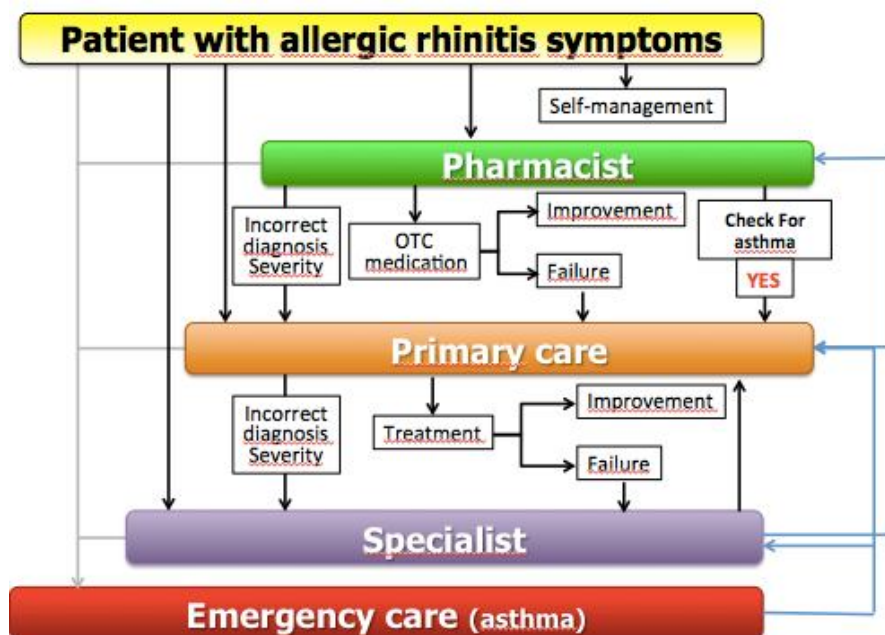 Patient with allergic rhinitis symptoms
Self-management
Pharmacist
Incorrect
diagnosis
Severity
OTC
medication
Improvement
Failure
Check For
asthma
YES
Primary care
Incorrect
diagnosis
Severity
Treatment
Improvement
Failure
Specialist
Emergency care (asthma)